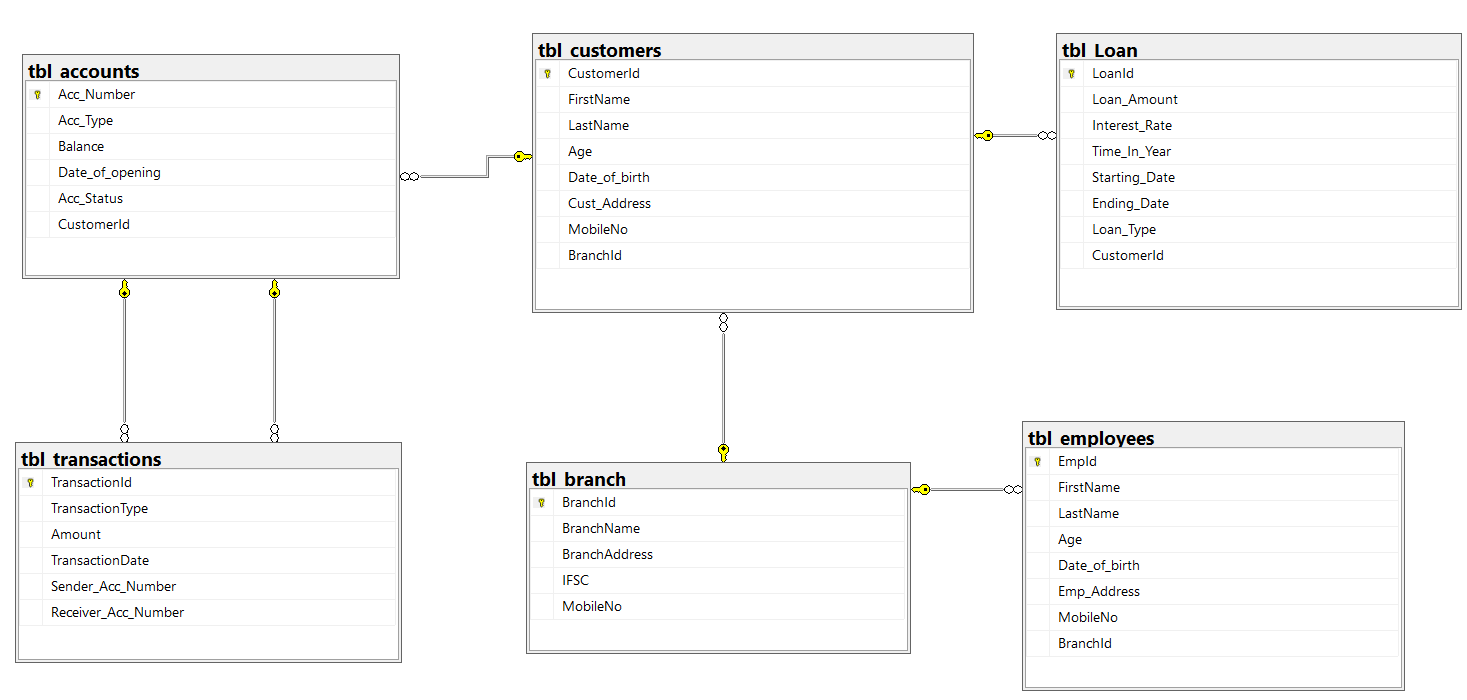 tbl_accounts
Acc_Number
Acc_Type
Balance
Date_of_opening
Acc_Status
CustomerId
tbl_customers
CustomerId
FirstName
LastName
Age
Date_of_birth
Cust_Address
MobileNo
BranchId
tbl_Loan
LoanId
Loan_Amount
Interest_Rate
Time_In_Year
Starting_Date
Ending_Date
Loan_Type
CustomerId
tbl_transactions
TransactionId
TransactionType
Amount
TransactionDate
Sender_Acc_Number
Receiver_Acc_Number
tbl_branch
BranchId
BranchName
BranchAddress
IFSC
MobileNo
tbl_employees
EmpId
FirstName
LastName
Age
Date_of_birth
Emp_Address
MobileNo
BranchId